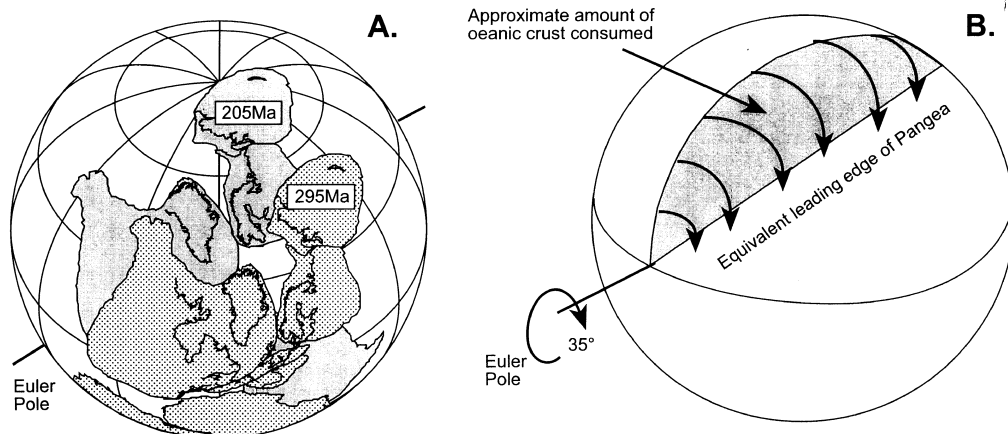 A.
205Ma
295Ma
Euler
Pole
Approximate amount of
oeanic crust consumed
B.
Equivalent leading edge of Pangea
35°
Euler
Pole